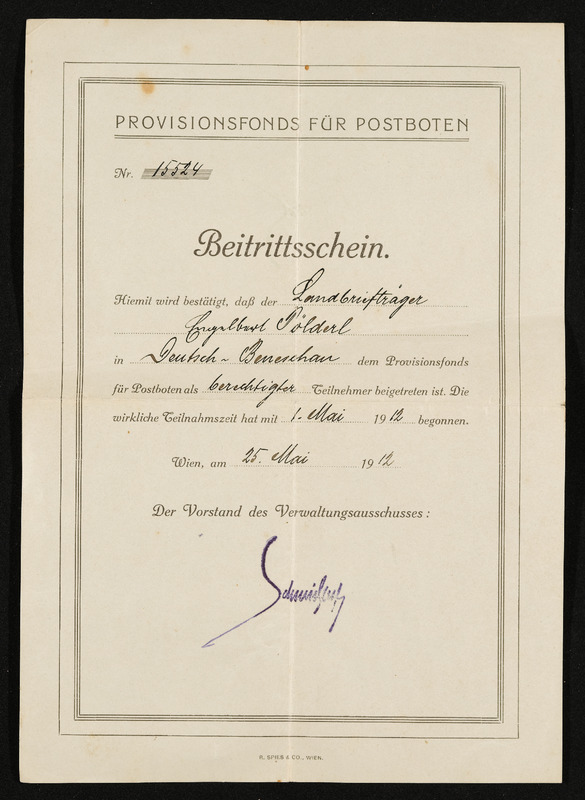 PROVISIONSFONDS FÜR POSTBOTEN
Nr. 15524
Beitrittsschein.
Hiemit wird bestätigt, daß der Landbriefträger
Engelbert Pölderl
in Deutsch-Beneschau dem Provisionsfonds
für Postboten als berechtigter Teilnehmer beigetreten ist. Die
wirkliche Teilnahmszeit hat mit 1. Mai 1912 begonnen.
Wien, am 25. Mai 1912
Der Vorstand des Verwaltungsausschusses:
R. SPIES & CO., WIEN.